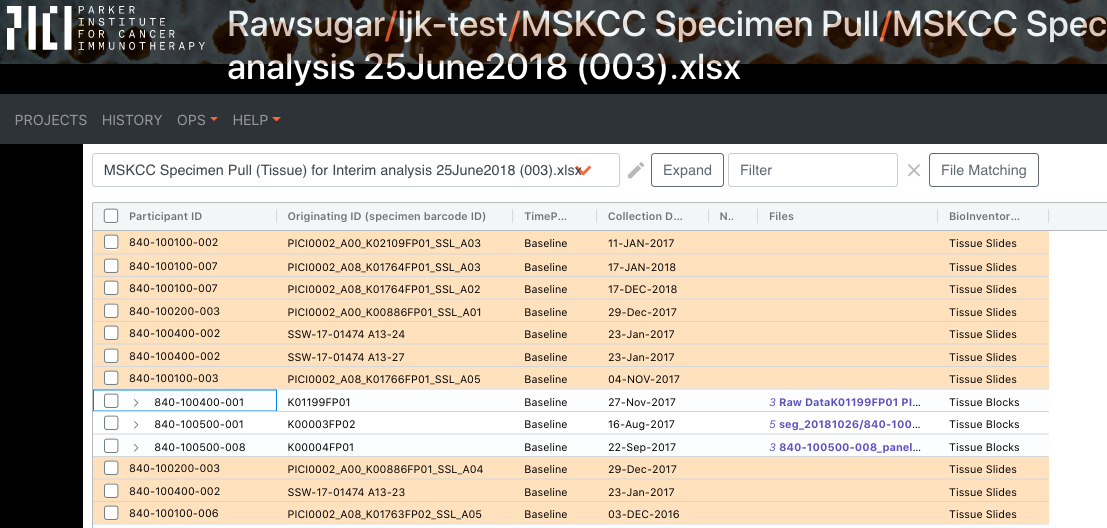 PARKER
INSTITUTE
FOR CANCER
IMMUNOTHERAPY
Rawsugar/ljk-test/MSKCC Specimen Pull/MSKCC Spec
analysis 25June2018 (003).xlsx
PROJECTS HISTORY OPS HELP
MSKCC Specimen Pull (Tissue) for Interim analysis 25June2018 (003).xlsx Expand Filter File Matching
Participant ID Originating ID (specimen barcode ID) TimeP... Collection D... N.. Files BioInventor...
840-100100-002 PICI0002_A00_K02109FP01_SSL_A03 Baseline 11-JAN-2017 Tissue Slides
840-100100-007 PICI0002_A08_K01764FP01_SSL_A03 Baseline 17-JAN-2018 Tissue Slides
840-100100-007 PICI0002_A08_K01764FP01_SSL_A02 Baseline 17-DEC-2018 Tissue Slides
840-100200-003 PICI0002_A00_K00886FP01_SSL_A01 Baseline 29-Dec-2017 Tissue Slides
840-100400-002 SSW-17-01474 A13-24 Baseline 23-Jan-2017 Tissue Slides
840-100400-002 SSW-17-01474 A13-27 Baseline 23-Jan-2017 Tissue Slides
840-100100-003 PICI0002_A08_K01766FP01_SSL_A05 Baseline 04-NOV-2017 Tissue Slides
840-100400-001 K01199FP01 Baseline 27-Nov-2017 3 Raw DataK01199FP01 PI... Tissue Blocks
840-100500-001 K00003FP02 Baseline 16-Aug-2017 5 seg_20181026/840-100... Tissue Blocks
840-100500-008 K00004FP01 Baseline 22-Sep-2017 3 840-100500-008_panel... Tissue Blocks
840-100200-003 PICI0002_A00_K00886FP01_SSL_A04 Baseline 29-Dec-2017 Tissue Slides
840-100400-002 SSW-17-01474 A13-23 Baseline 23-Jan-2017 Tissue Slides
840-100100-006 PICI0002_A08_K01763FP02_SSL_A05 Baseline 03-DEC-2016 Tissue Slides